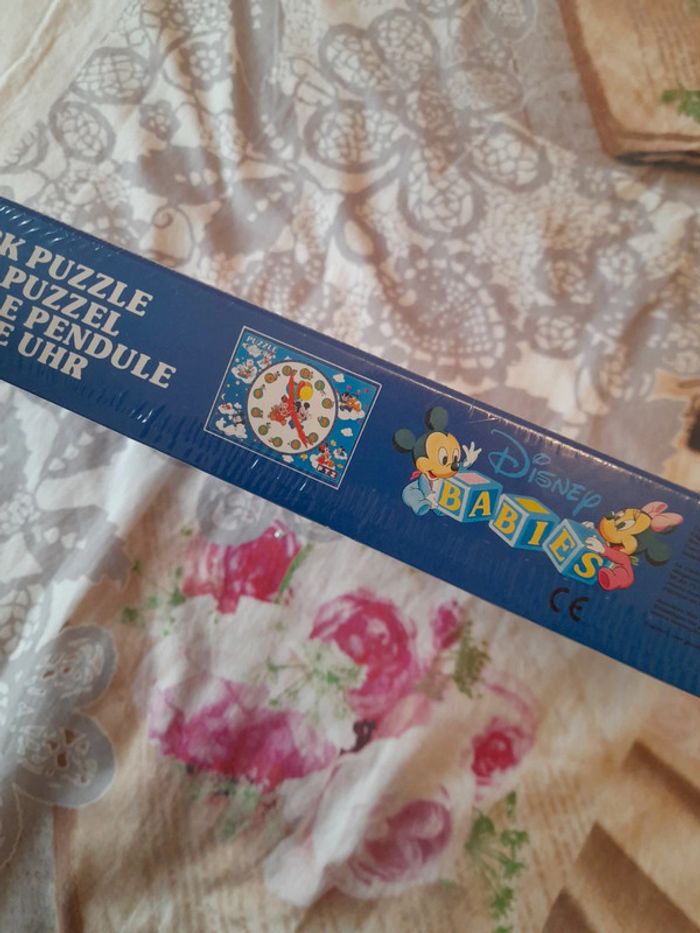 K PUZZLE
PUZZEL
E PENDULE
E UHR
PUZZLE
DISNEY
BABIES
CE